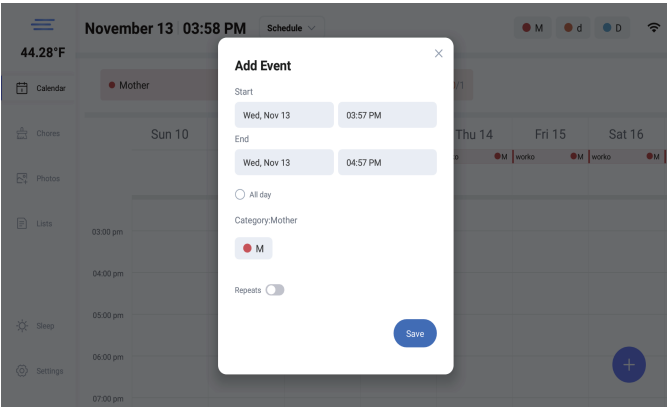 November 13 03:58 PM
Schedule
M
d
D
44.28°F
Calendar
Chores
Photos
Lists
Sleep
Settings
Mother
/1
Sun 10
Thu 14
Fri 15
Sat 16
M
worko
M
worko
M
03:00 pm
04:00 pm
05:00 pm
06:00 pm
07:00 pm
Add Event
Start
Wed, Nov 13
03:57 PM
End
Wed, Nov 13
04:57 PM
All day
Category:Mother
M
Repeats
Save